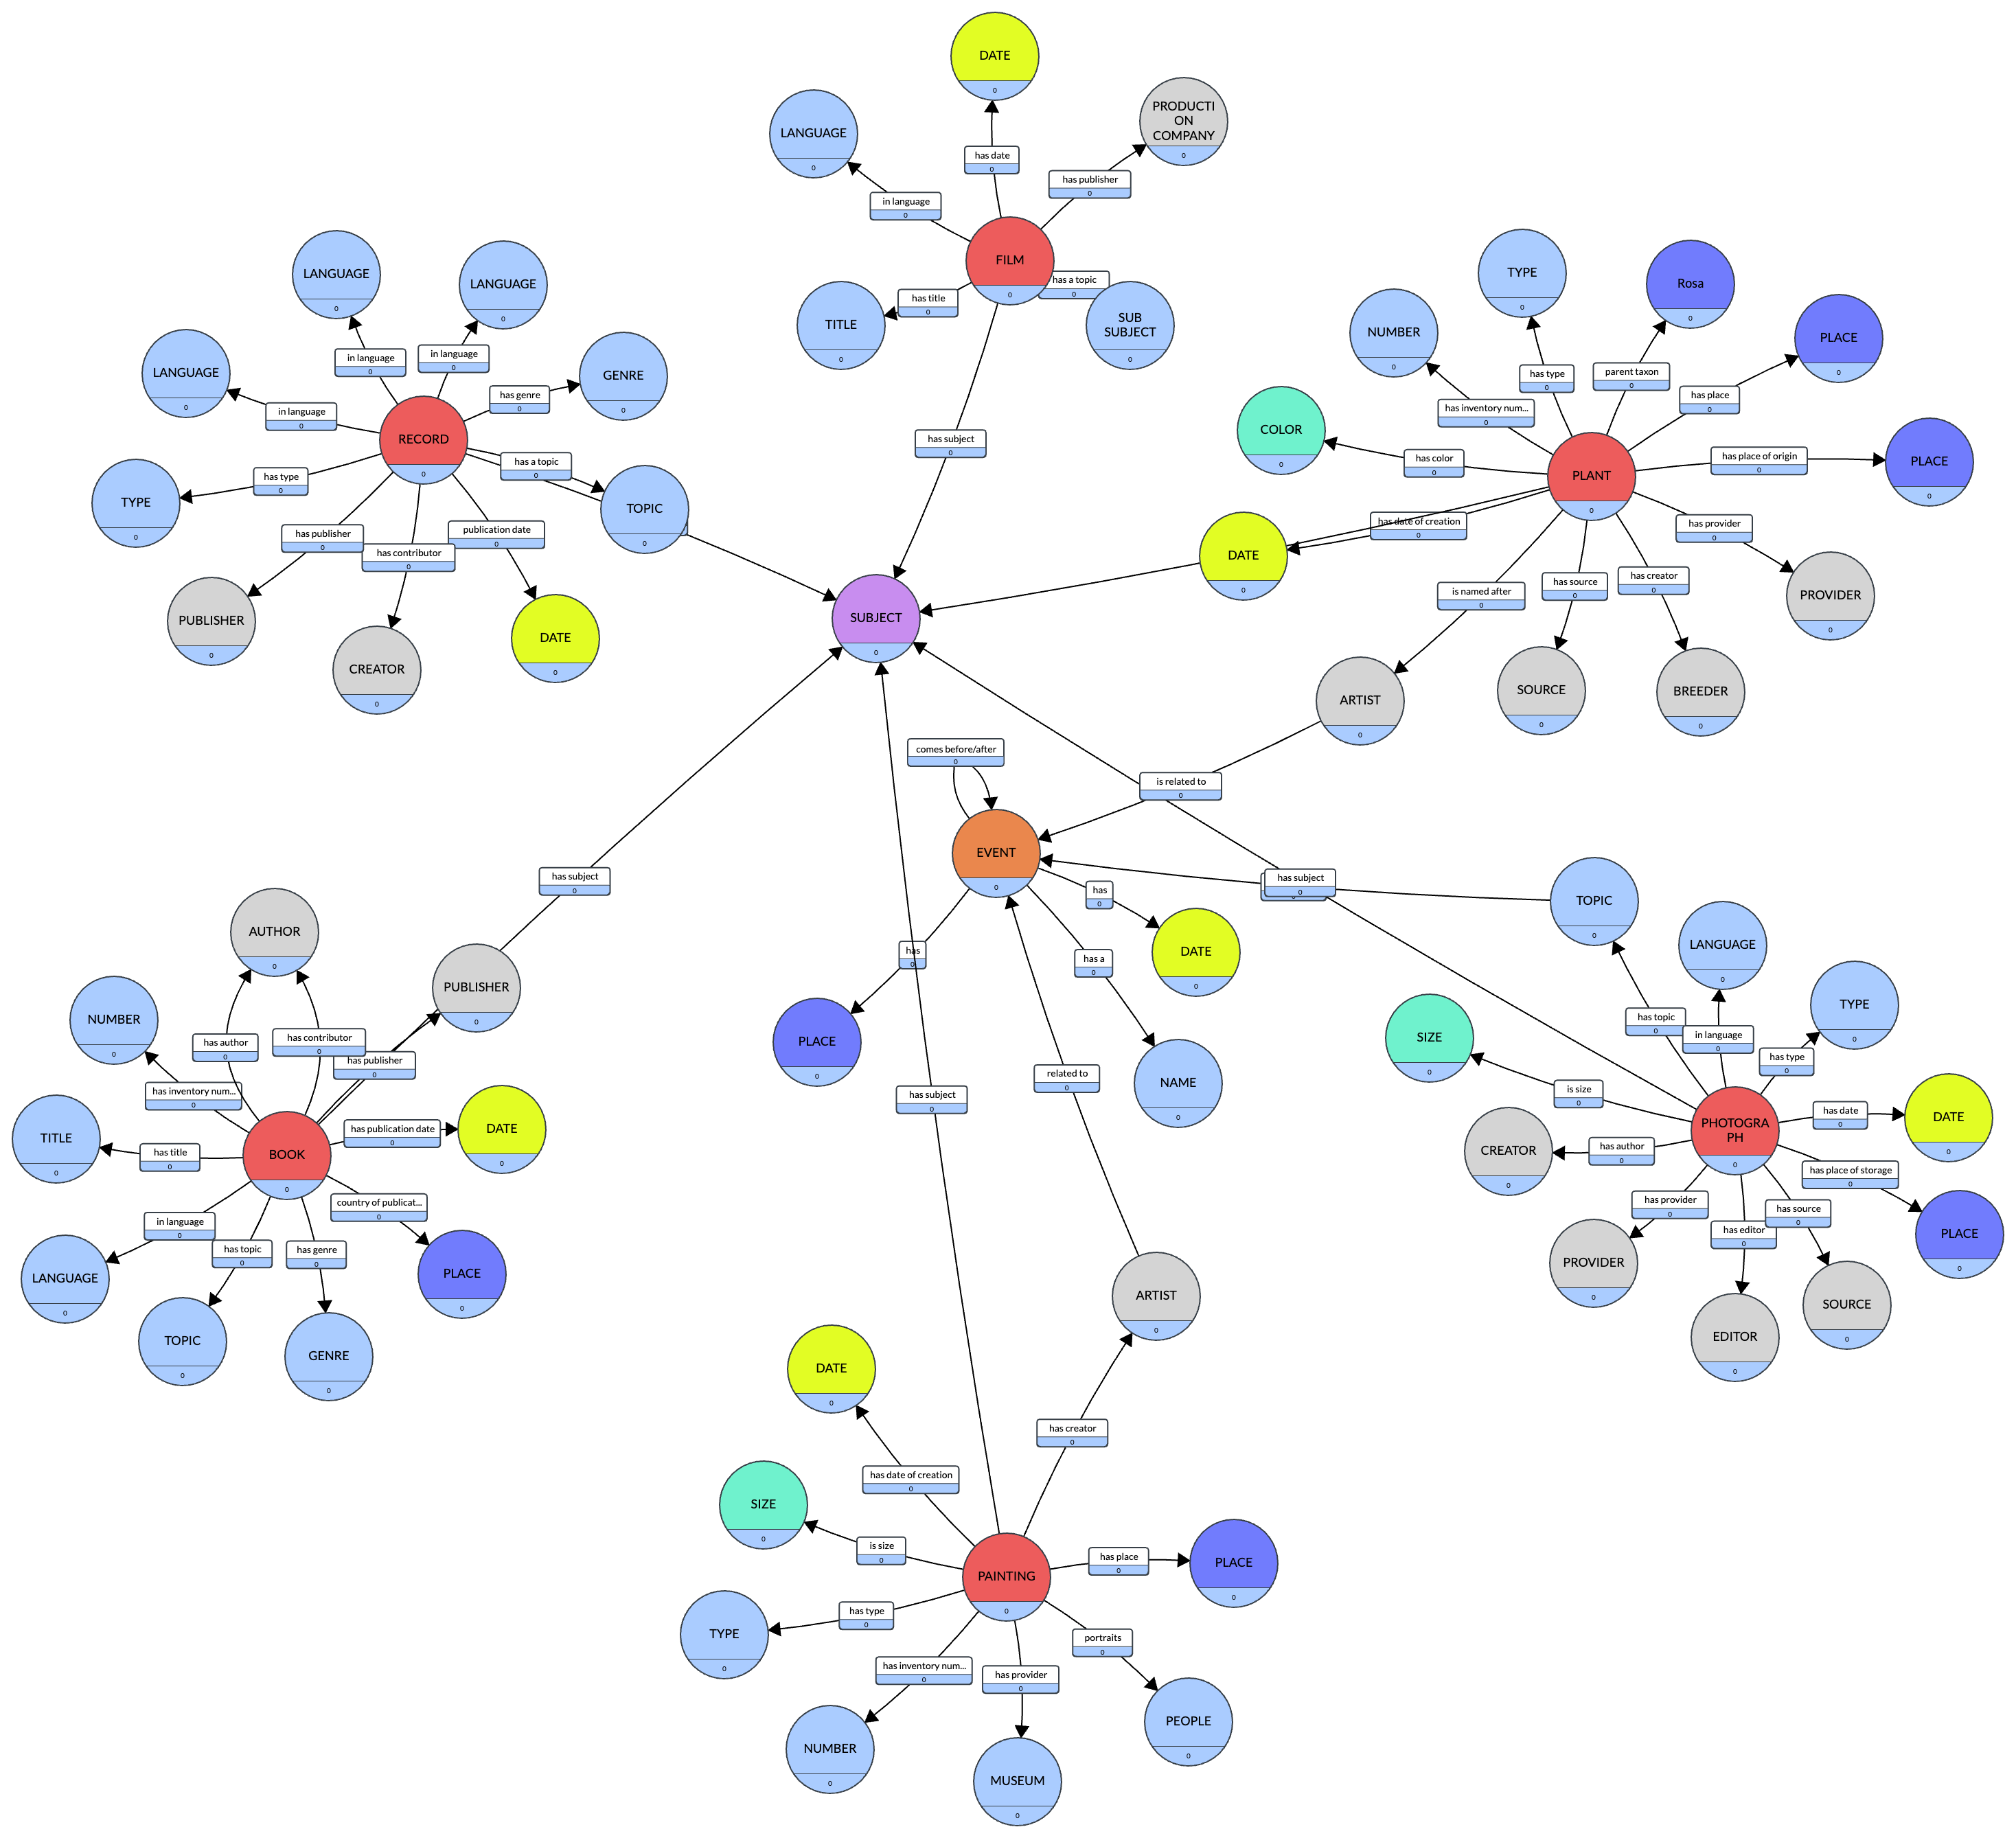 DATE
0
PRODUCTI
ON
COMPANY
0
LANGUAGE
0
has date
0
has publisher
0
in language
0
FILM
0
has a topic
0
has title
0
TITLE
0
SUB
SUBJECT
0
has subject
0
LANGUAGE
0
LANGUAGE
0
LANGUAGE
0
GENRE
0
in language
0
in language
0
in language
0
has genre
0
RECORD
0
has type
0
has a topic
0
TYPE
0
TOPIC
0
has publisher
0
has contributor
0
publication date
0
PUBLISHER
0
CREATOR
0
DATE
0
TYPE
0
Rosa
0
NUMBER
0
PLACE
0
has type
0
parent taxon
0
has place
0
has inventory num...
0
COLOR
0
has color
0
PLANT
0
has place of origin
0
PLACE
0
has date of creation
0
DATE
0
has provider
0
PROVIDER
0
is named after
0
has source
0
has creator
0
ARTIST
0
SOURCE
0
BREEDER
0
SUBJECT
0
comes before/after
0
is related to
0
EVENT
0
has
0
DATE
0
has
0
has a
0
PLACE
0
NAME
0
related to
0
has subject
0
has subject
0
has subject
0
AUTHOR
0
PUBLISHER
0
NUMBER
0
has author
0
has contributor
0
has publisher
0
has inventory num...
0
TITLE
0
has title
0
BOOK
0
has publication date
0
DATE
0
in language
0
has topic
0
has genre
0
country of publicat...
0
LANGUAGE
0
TOPIC
0
GENRE
0
PLACE
0
TOPIC
0
LANGUAGE
0
TYPE
0
SIZE
0
has topic
0
in language
0
has type
0
is size
0
PHOTOGRA
PH
0
has date
0
DATE
0
CREATOR
0
has author
0
has place of storage
0
PLACE
0
has provider
0
has editor
0
has source
0
PROVIDER
0
EDITOR
0
SOURCE
0
ARTIST
0
DATE
0
has creator
0
has date of creation
0
SIZE
0
is size
0
PAINTING
0
has place
0
PLACE
0
has type
0
TYPE
0
has inventory num...
0
has provider
0
portraits
0
NUMBER
0
MUSEUM
0
PEOPLE
0